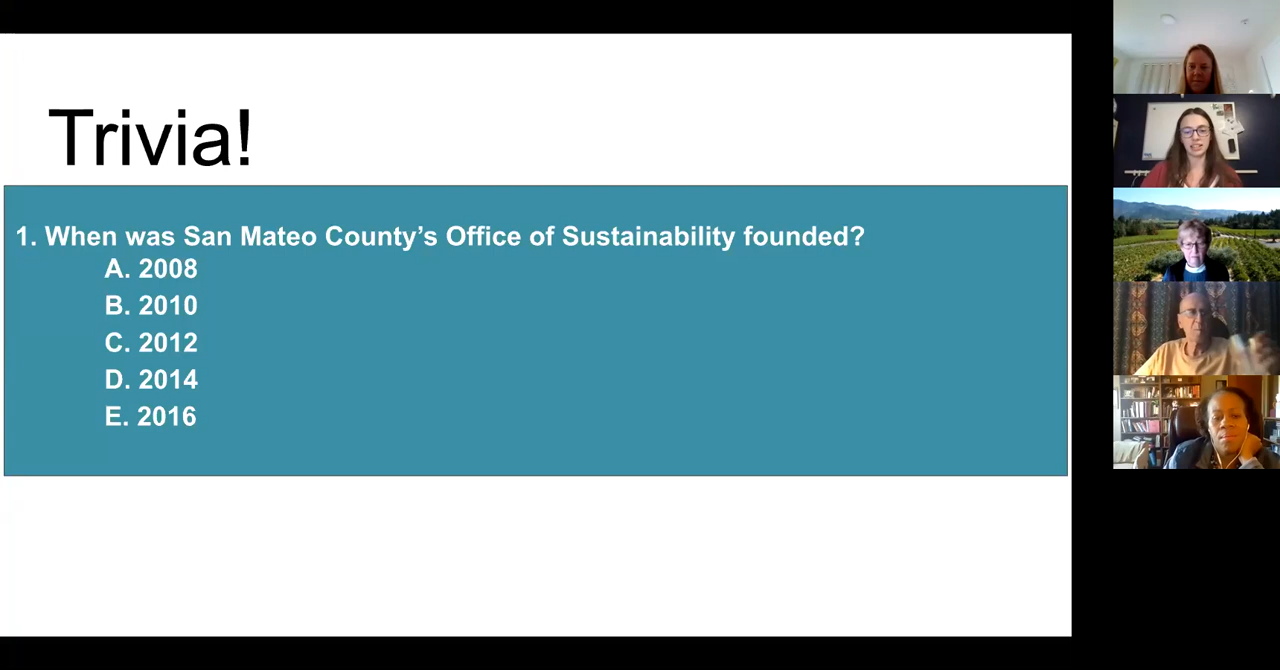 Trivia!
1. When was San Mateo County’s Office of Sustainability founded?
A. 2008
B. 2010
C. 2012
D. 2014
E. 2016